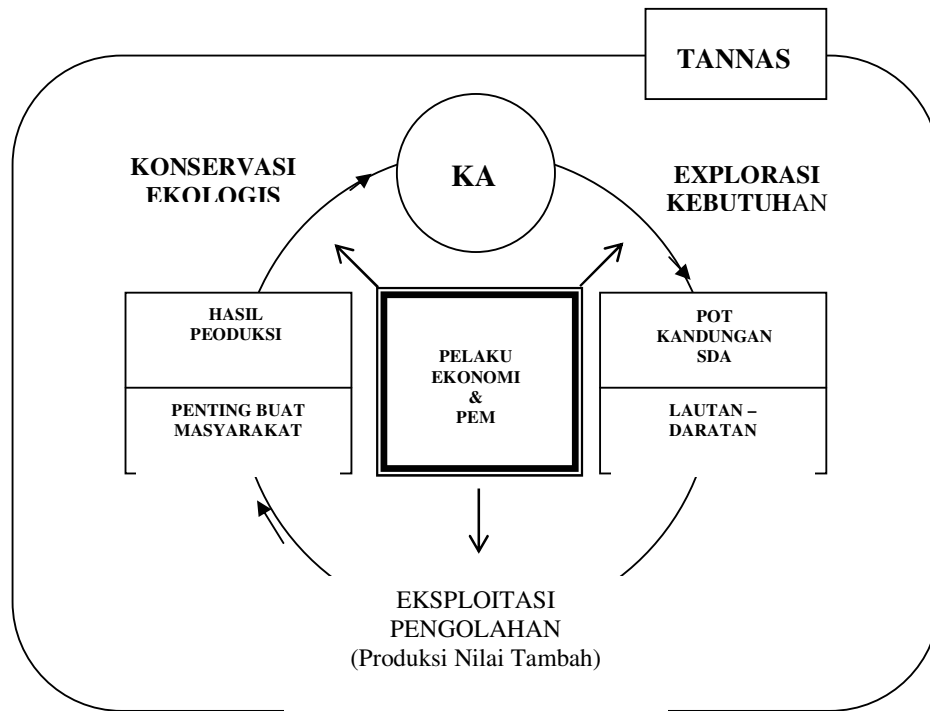 TANNAS
KONSERVASI
EKOLOGIS
KA
EXPLORASI
KEBUTUHAN
HASIL
PEODUKSI
PENTING BUAT
MASYARAKAT
PELAKU
EKONOMI
&
PEM
POT
KANDUNGAN
SDA
LAUTAN –
DARATAN
EKSPLOITASI
PENGOLAHAN
(Produksi Nilai Tambah)